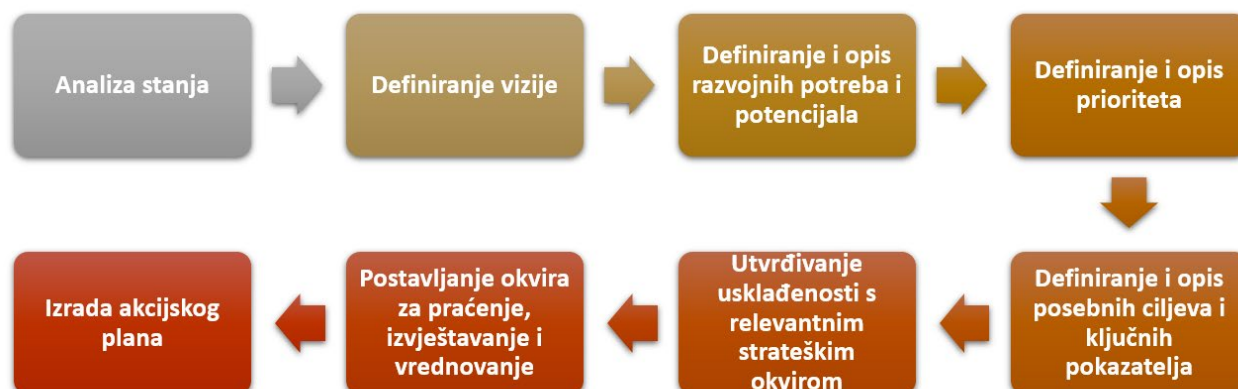 Analiza stanja
Definiranje vizije
Definiranje i opis
razvojnih potreba i
potencijala
Definiranje i opis
prioriteta
Definiranje i opis
posebnih ciljeva i
ključnih
pokazatelja
Utvrđivanje
usklađenosti s
relevantnim
strateškim
okvirom
Postavljanje okvira
za praćenje,
izvještavanje i
vrednovanje
Izrada akcijskog
plana